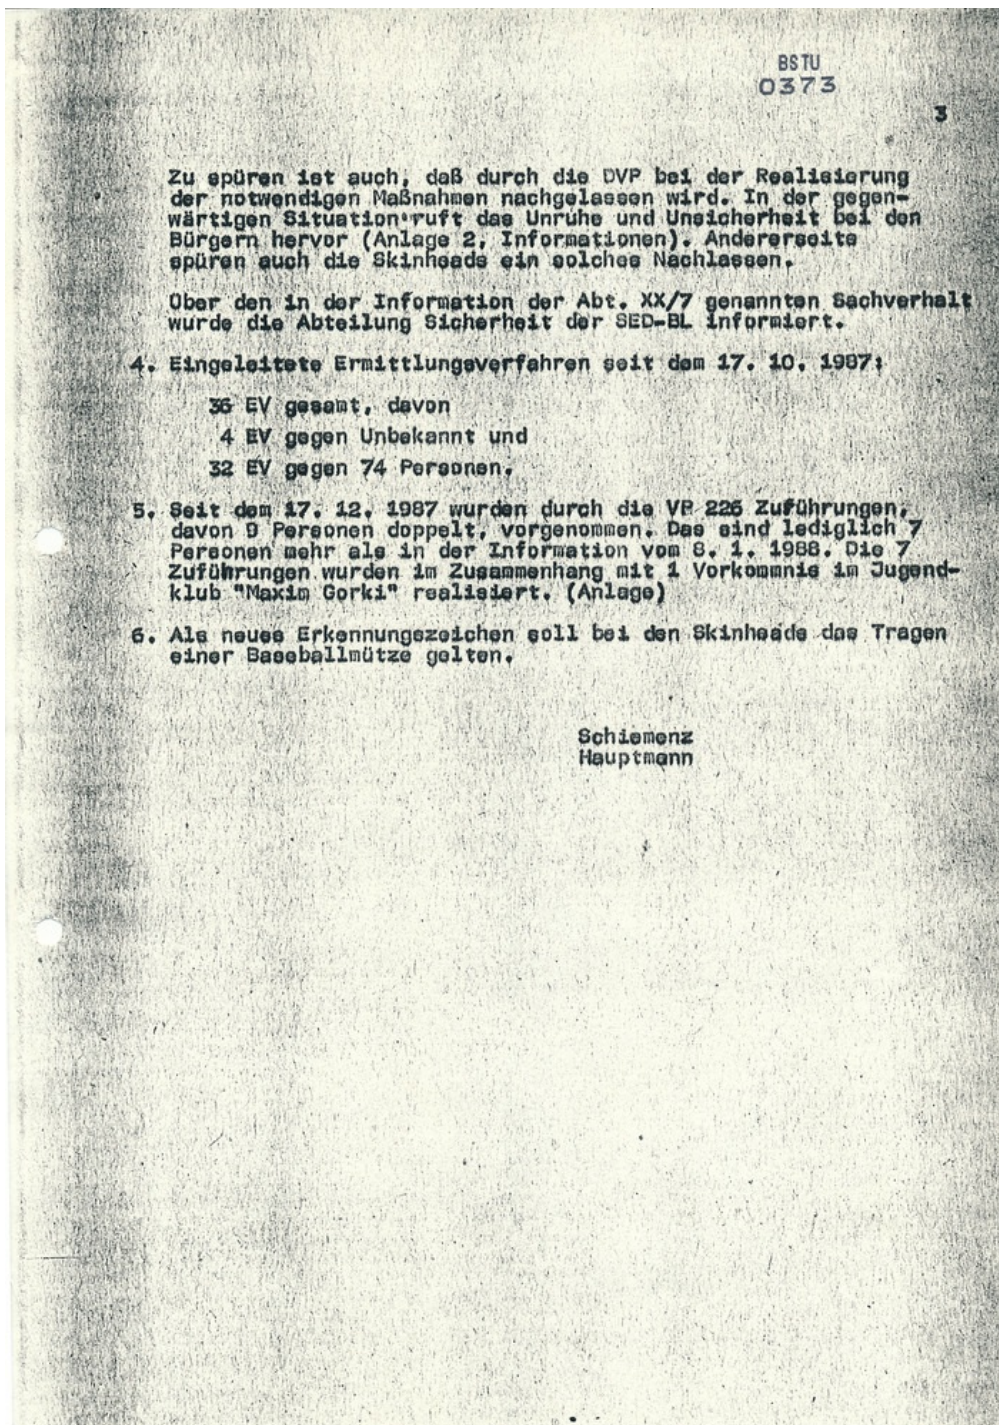 BSTU
0373
3
Zu spüren ist auch, daß durch die DVP bei der Realisierung
der notwendigen Maßnahmen nachgelassen wird. In der gegen-
wärtigen Situation ruft das Unruhe und Unsicherheit bei den
Bürgern hervor (Anlage 2, Informationen). Andererseits
spüren auch die Skinheads ein solches Nachlassen.
Über den in der Information der Abt. XX/7 genannten Sachverhalt
wurde die Abteilung Sicherheit der SED-BL informiert.
4. Eingeleitete Ermittlungsverfahren seit dem 17. 10. 1987:
36 EV gesamt, davon
4 EV gegen Unbekannt und
32 EV gegen 74 Personen.
5. Seit dem 17. 12. 1987 wurden durch die VP 226 Zuführungen,
davon 9 Personen doppelt, vorgenommen. Das sind lediglich 7
Personen mehr als in der Information vom 8. 1. 1988. Die 7
Zuführungen wurden im Zusammenhang mit 1 Vorkommnis im Jugend-
klub "Maxim Gorki" realisiert. (Anlage)
6. Als neues Erkennungszeichen soll bei den Skinheads das Tragen
einer Baseballmütze gelten.
Schiemenz
Hauptmann